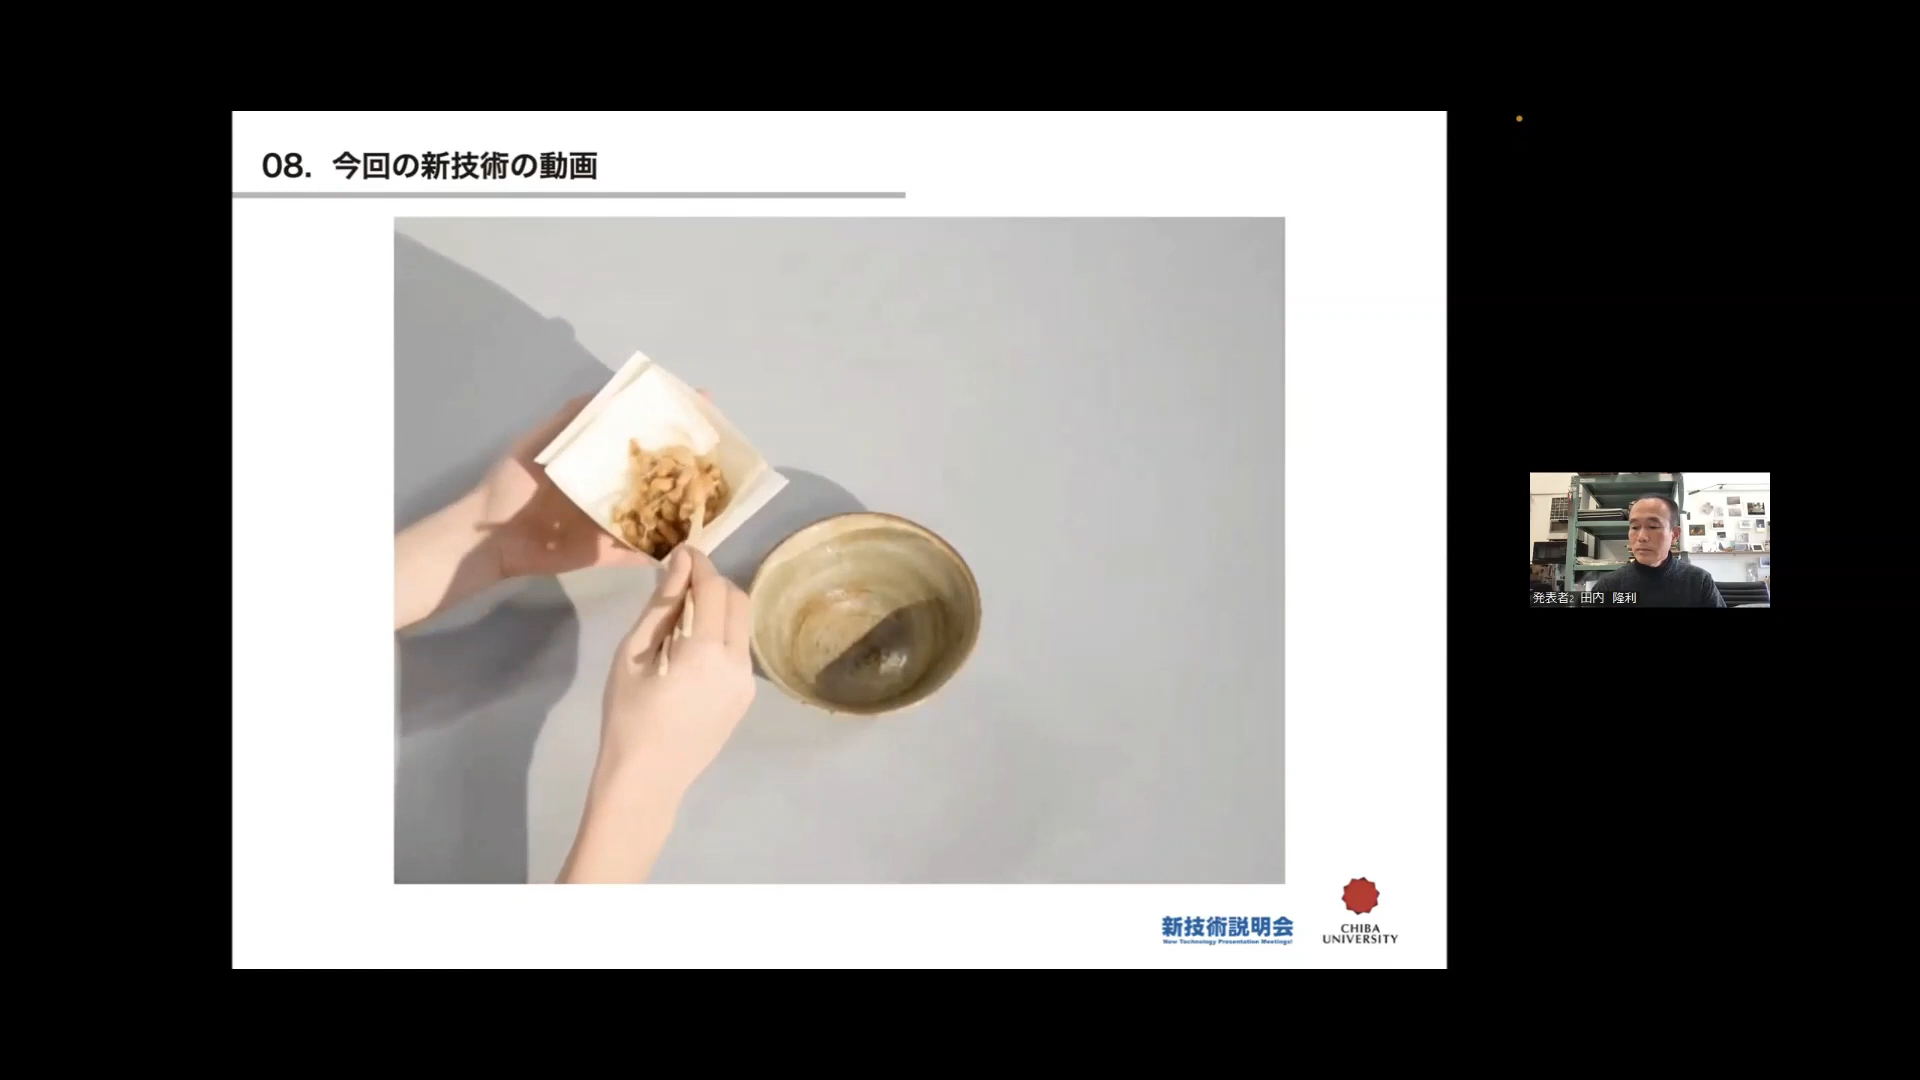 08. 今回の新技術の動画
発表者2 田内 隆利
新技術説明会
New Technology Presentation Meetings!
CHIBA
UNIVERSITY